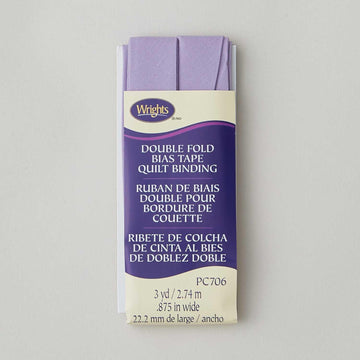 Wrights
DOUBLE FOLD
BIAS TAPE
QUILT BINDING
RUBAN DE BIAIS
DOUBLE POUR
BORDURE DE
COUETTE
RIBETE DE COLCHA
DE CINTA AL BIES
DE DOBLEZ DOBLE
PC706
3 yd / 2.74 m
.875 in wide
22.2 mm de large / ancho